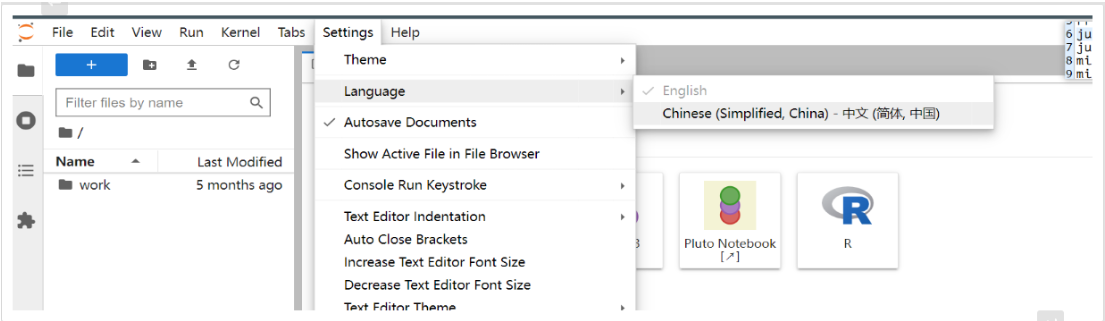 File Edit View Run Kernel Tabs Settings Help
Filter files by name
/
Name Last Modified
work 5 months ago
Theme
Language
Autosave Documents
Show Active File in File Browser
Console Run Keystroke
Text Editor Indentation
Auto Close Brackets
Increase Text Editor Font Size
Decrease Text Editor Font Size
Text Editor Theme
English
Chinese (Simplified, China) - 中文 (简体, 中国)
3
Pluto Notebook
[↗]
R
R
6 ju
7 ju
8 mi
9 mi